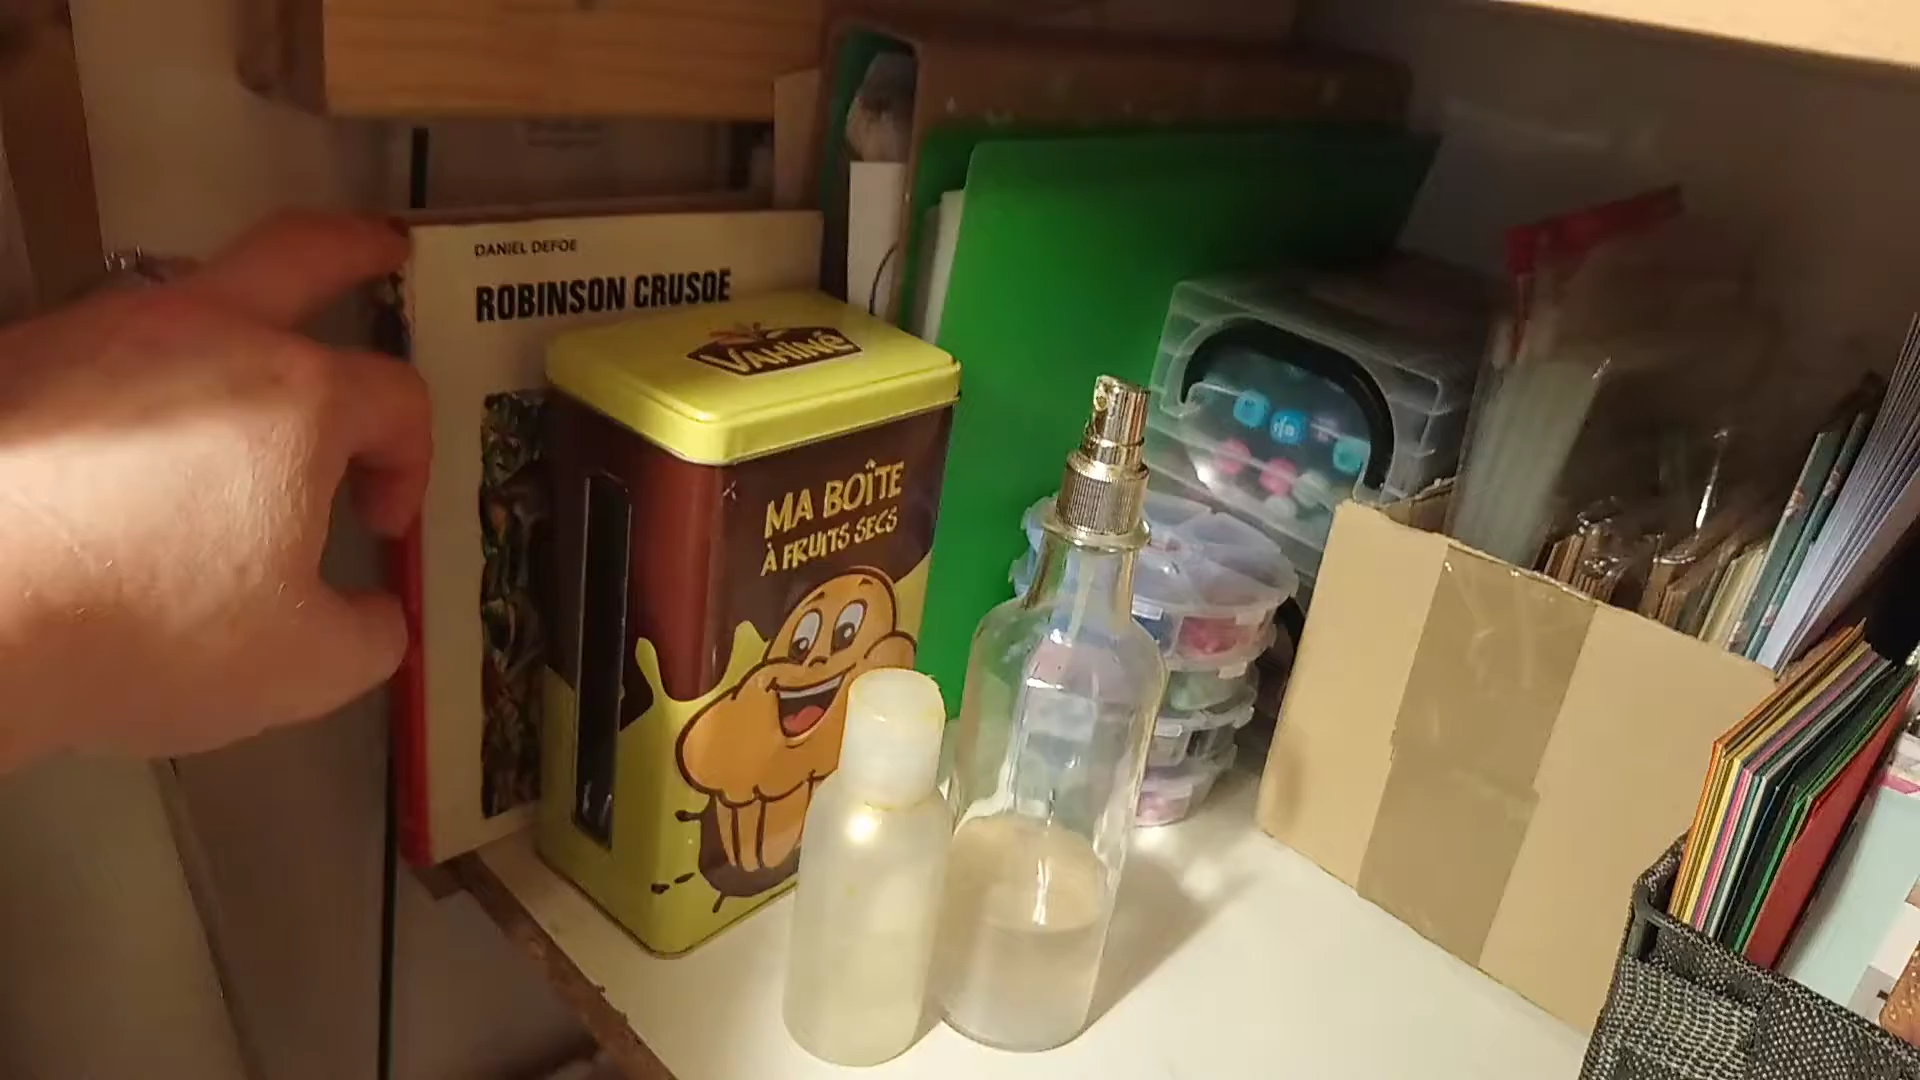 DANIEL DEFOE
ROBINSON CRUSOE
VAHINÉ
MA BOÎTE
À FRUITS SECS